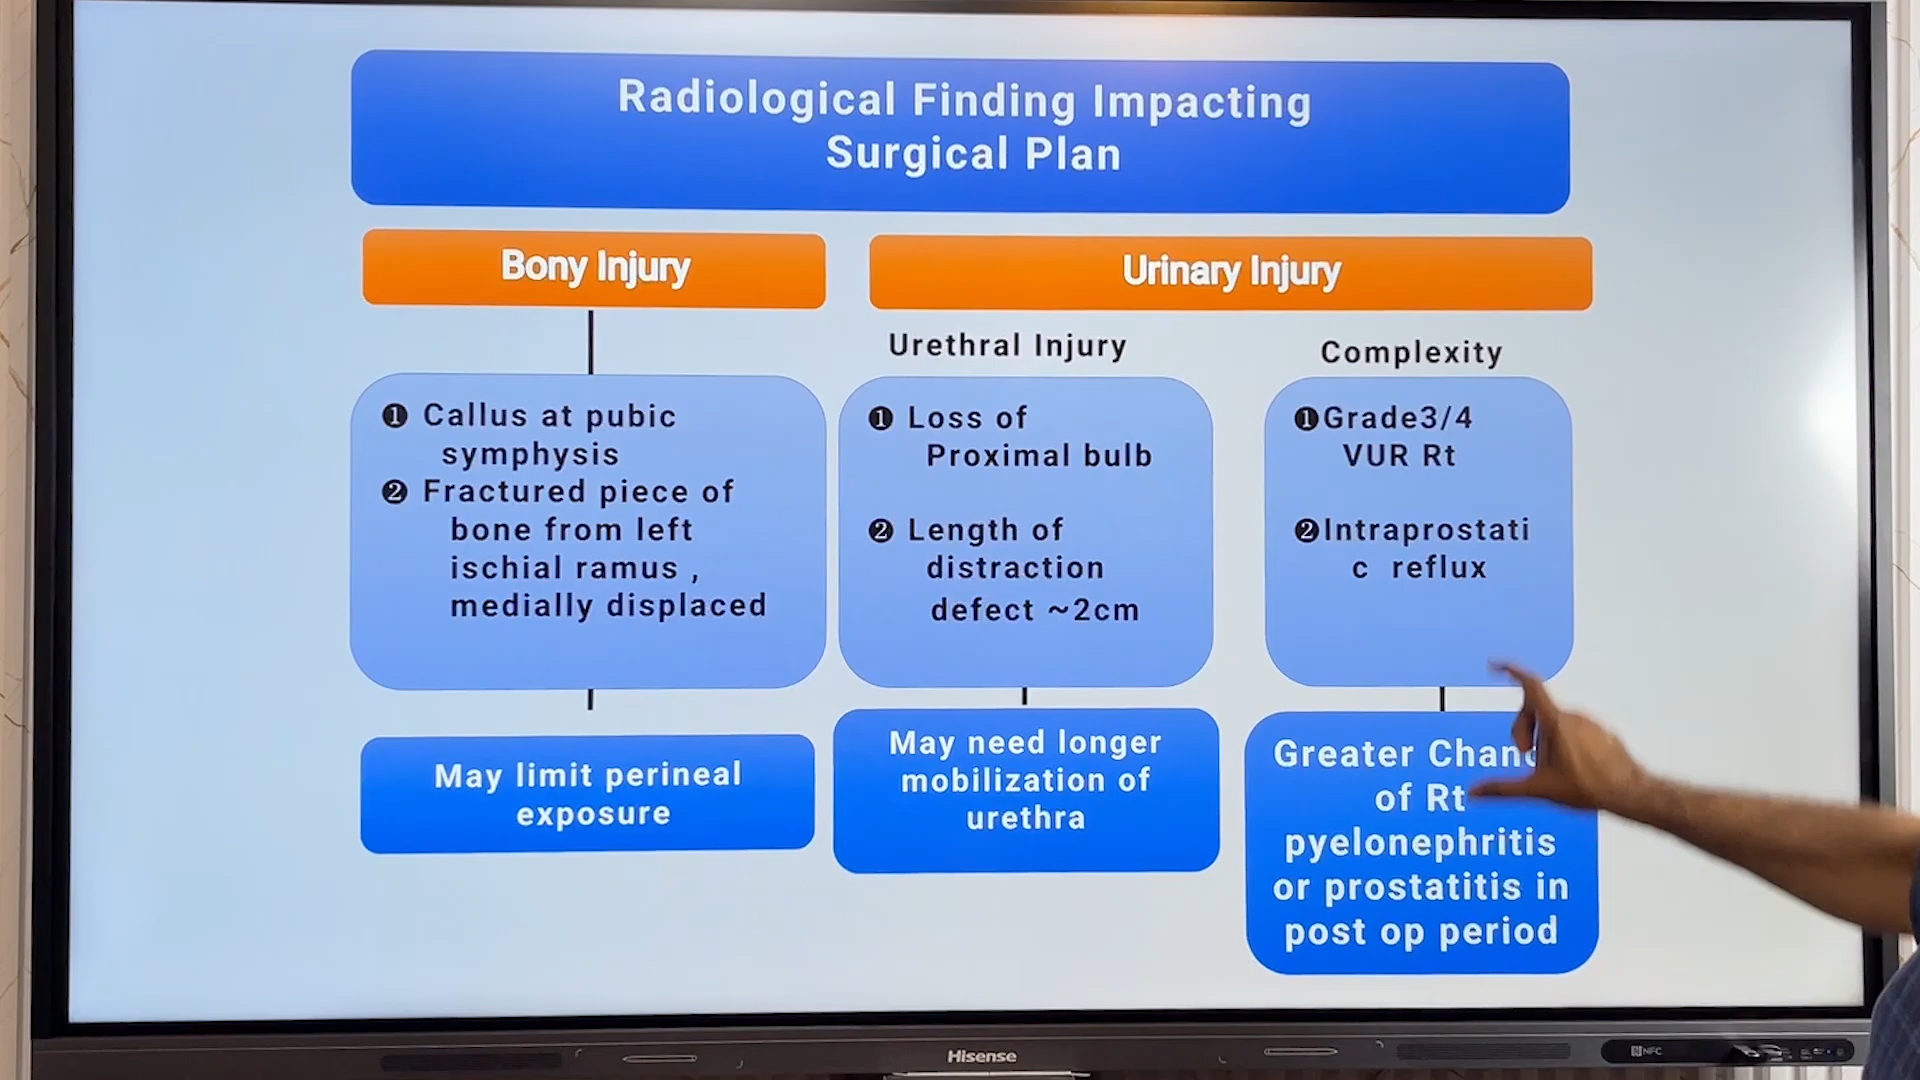 Radiological Finding Impacting
Surgical Plan
Bony Injury
Urinary Injury
Urethral Injury
Complexity
❶ Callus at pubic
symphysis
❷ Fractured piece of
bone from left
ischial ramus ,
medially displaced
❶ Loss of
Proximal bulb
❷ Length of
distraction
defect ~2cm
❶Grade3/4
VUR Rt
❷Intraprostati
c reflux
May limit perineal
exposure
May need longer
mobilization of
urethra
Greater
of Rt
pyelonephritis
or prostatitis in
post op period
Hisense
NFC